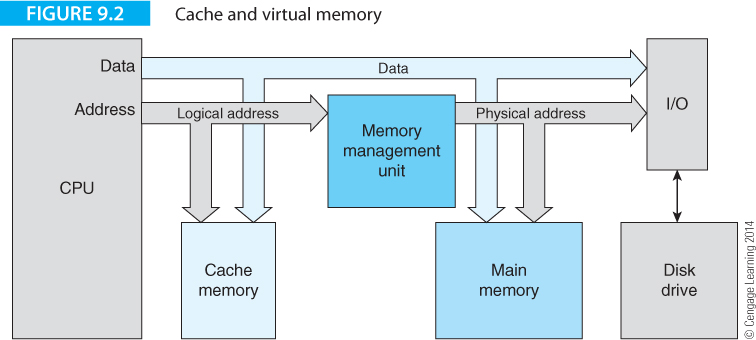 FIGURE 9.2 Cache and virtual memory
Data
Data
Address
Logical address
Physical address
I/O
Memory
management
unit
CPU
Cache
memory
Main
memory
Disk
drive
© Cengage Learning 2014